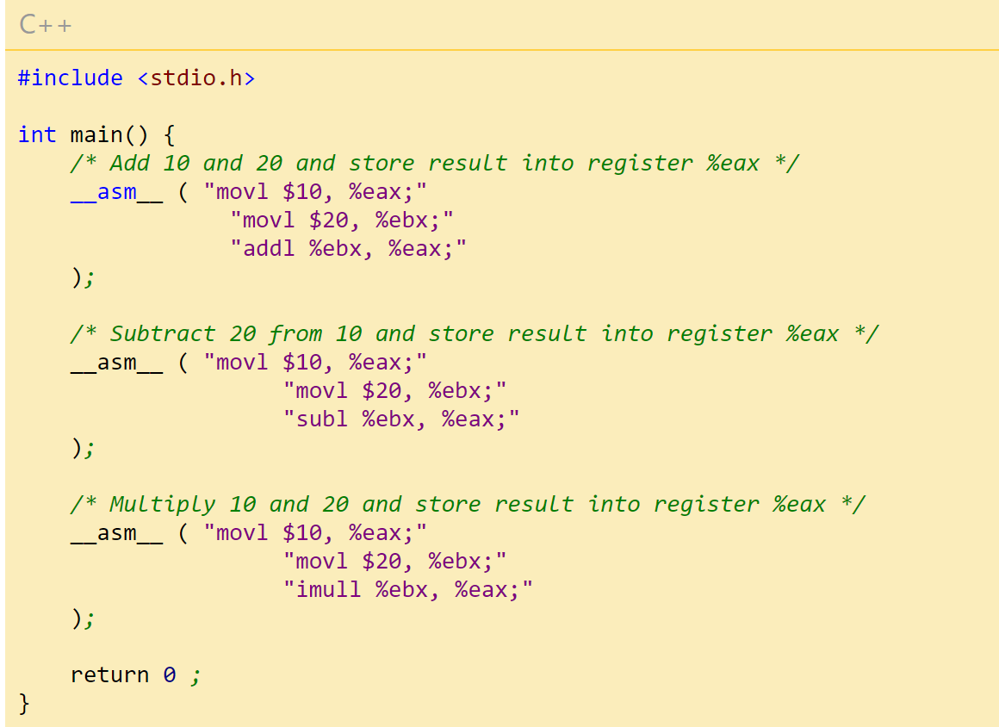 C++
#include <stdio.h>
int main() {
/* Add 10 and 20 and store result into register %eax */
__asm__ ( "movl $10, %eax;"
"movl $20, %ebx;"
"addl %ebx, %eax;"
);
/* Subtract 20 from 10 and store result into register %eax */
__asm__ ( "movl $10, %eax;"
"movl $20, %ebx;"
"subl %ebx, %eax;"
);
/* Multiply 10 and 20 and store result into register %eax */
__asm__ ( "movl $10, %eax;"
"movl $20, %ebx;"
"imull %ebx, %eax;"
);
return 0 ;
}